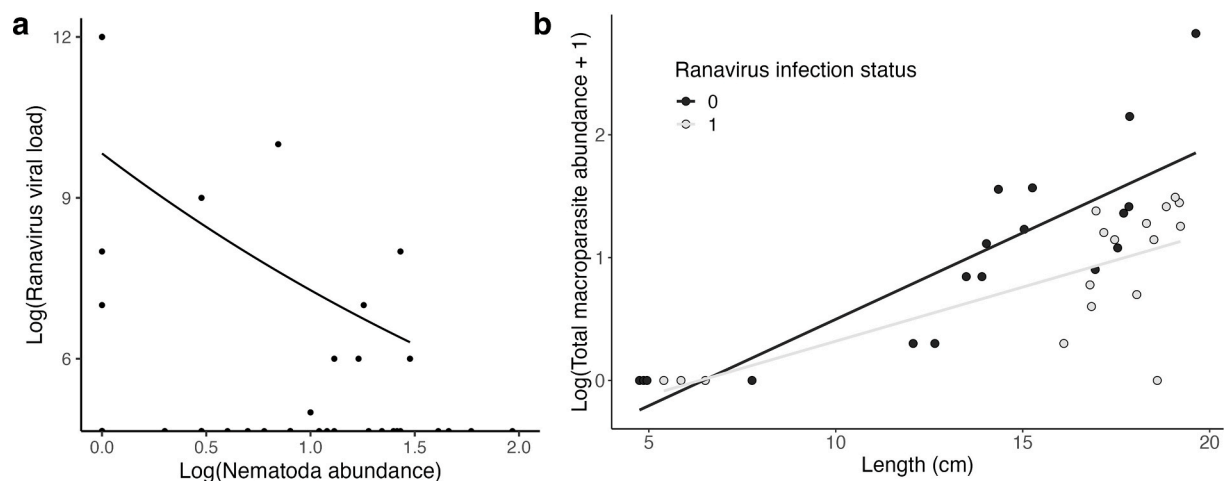 a
Log(Ranavirus viral load)
12
9
6
0.0 0.5 1.0 1.5 2.0
Log(Nematoda abundance)
b
Log(Total macroparasite abundance + 1)
Ranavirus infection status
0
1
2
1
0
5 10 15 20
Length (cm)